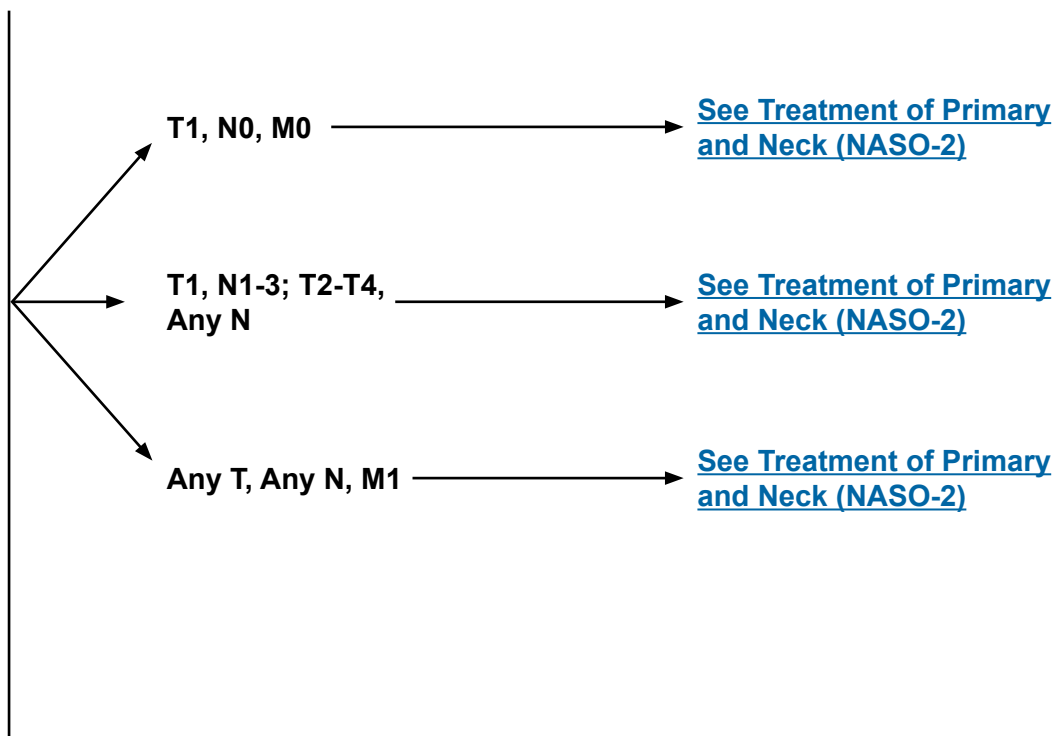 T1, N0, M0
See Treatment of Primary
and Neck (NASO-2)
T1, N1-3; T2-T4,
Any N
See Treatment of Primary
and Neck (NASO-2)
Any T, Any N, M1
See Treatment of Primary
and Neck (NASO-2)